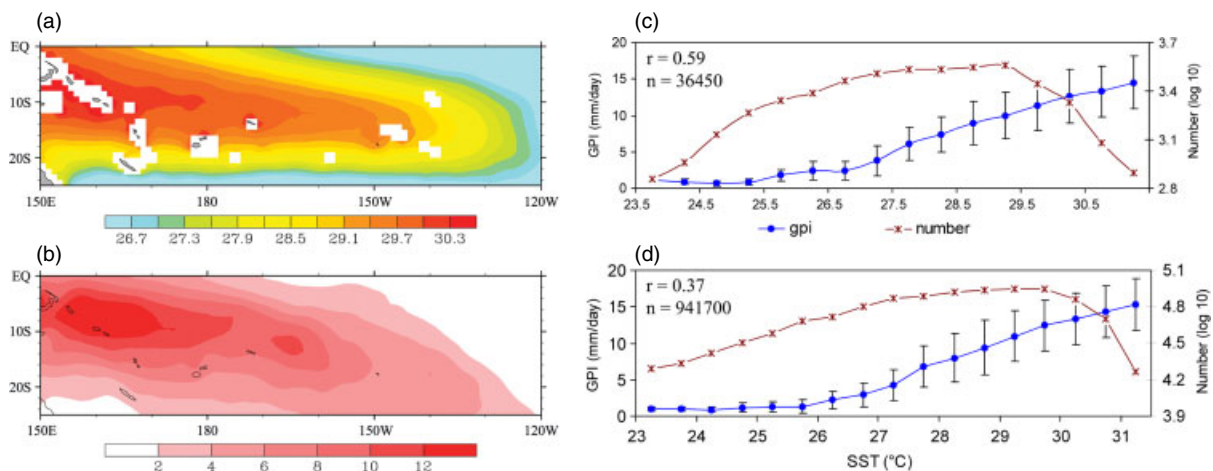 (a)
EQ
10S
20S
150E 180 150W 120W
26.7 27.3 27.9 28.5 29.1 29.7 30.3
(b)
EQ
10S
20S
150E 180 150W 120W
2 4 6 8 10 12
(c)
r = 0.59
n = 36450
GPI (mm/day)
20
15
10
5
0
Number (log 10)
3.7
3.4
3.1
2.8
23.5 24.5 25.5 26.5 27.5 28.5 29.5 30.5
gpi number
(d)
r = 0.37
n = 941700
GPI (mm/day)
20
15
10
5
0
Number (log 10)
5.1
4.8
4.5
4.2
3.9
23 24 25 26 27 28 29 30 31
SST (°C)